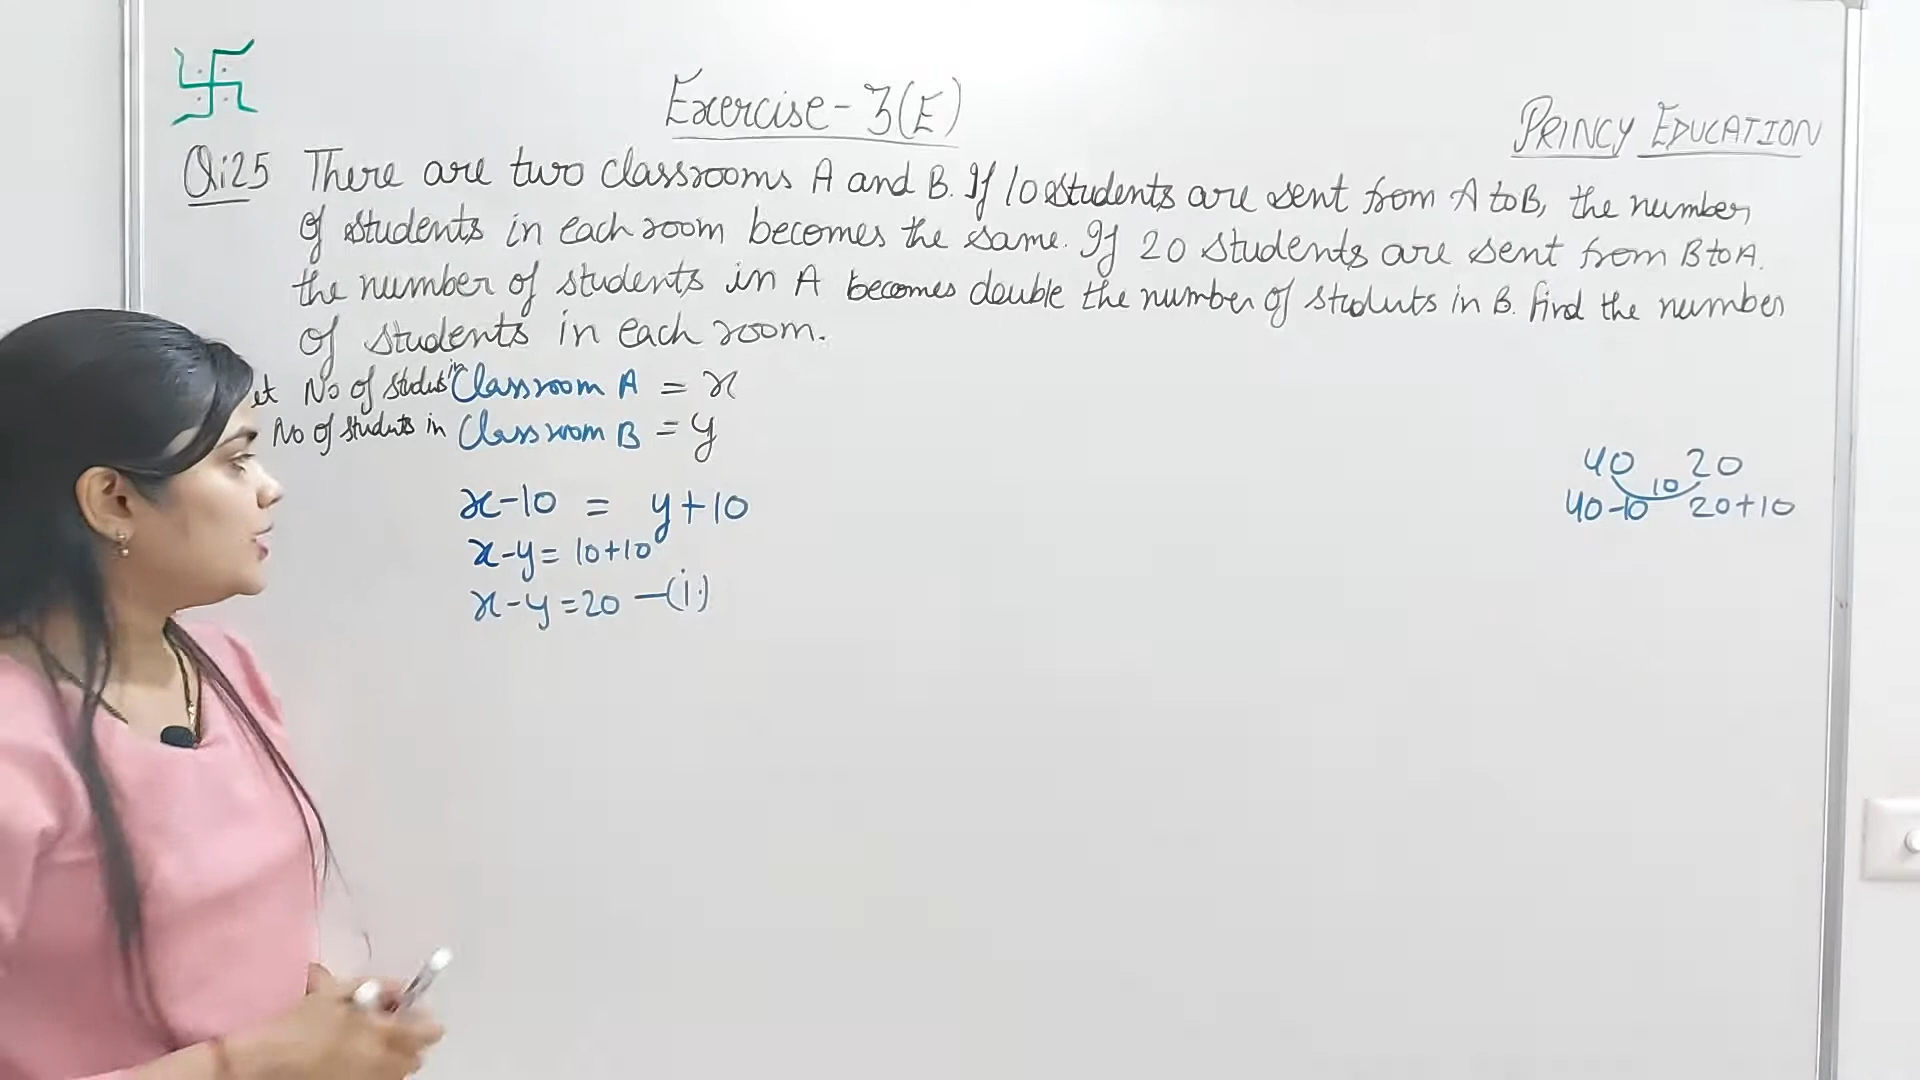 Exercise - 3(E)
PRINCY EDUCATION
Q:25 There are two classrooms A and B. If 10 students are sent from A to B, the number
of students in each room becomes the same. If 20 students are sent from B to A.
the number of students in A becomes double the number of studuts in B. find the number
of students in each room.
et No of studus in Classroom A = x
No of students in Classroom B = y
40 20
10
40-10 20+10
x-10 = y+10
x-y = 10+10
x-y = 20 —(i)